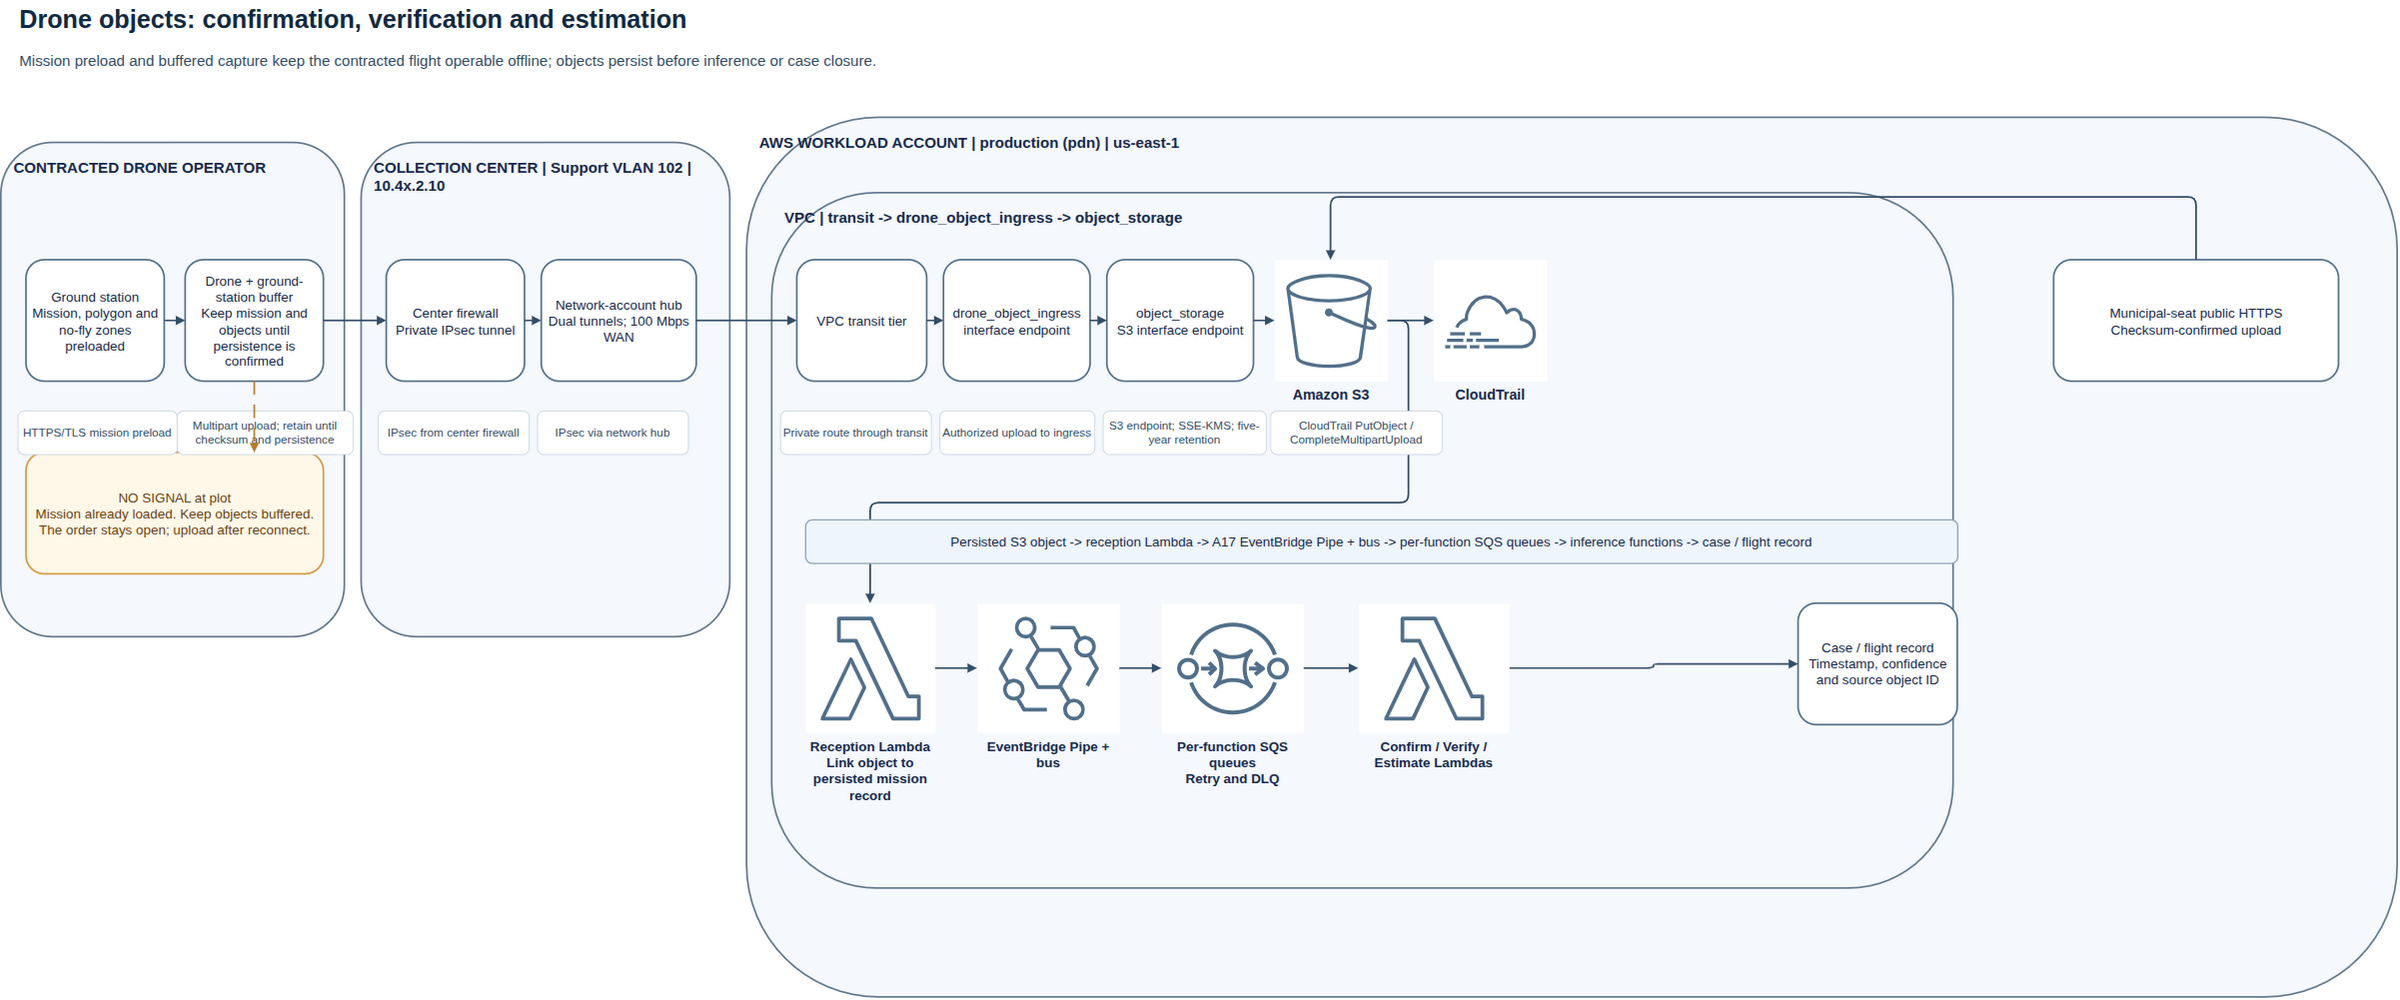 Drone objects: confirmation, verification and estimation
Mission preload and buffered capture keep the contracted flight operable offline; objects persist before inference or case closure.
CONTRACTED DRONE OPERATOR
Ground station
Mission, polygon and
no-fly zones
preloaded
Drone + ground-
station buffer
Keep mission and
objects until
persistence is
confirmed
HTTPS/TLS mission preload
Multipart upload; retain until
checksum and persistence
NO SIGNAL at plot
Mission already loaded. Keep objects buffered.
The order stays open; upload after reconnect.
COLLECTION CENTER | Support VLAN 102 |
10.4x.2.10
Center firewall
Private IPsec tunnel
Network-account hub
Dual tunnels; 100 Mbps
WAN
IPsec from center firewall
IPsec via network hub
AWS WORKLOAD ACCOUNT | production (pdn) | us-east-1
VPC | transit -> drone_object_ingress -> object_storage
VPC transit tier
drone_object_ingress
interface endpoint
object_storage
S3 interface endpoint
Amazon S3
CloudTrail
Municipal-seat public HTTPS
Checksum-confirmed upload
Private route through transit
Authorized upload to ingress
S3 endpoint; SSE-KMS; five-
year retention
CloudTrail PutObject /
CompleteMultipartUpload
Persisted S3 object -> reception Lambda -> A17 EventBridge Pipe + bus -> per-function SQS queues -> inference functions -> case / flight record
Reception Lambda
Link object to
persisted mission
record
EventBridge Pipe +
bus
Per-function SQS
queues
Retry and DLQ
Confirm / Verify /
Estimate Lambdas
Case / flight record
Timestamp, confidence
and source object ID